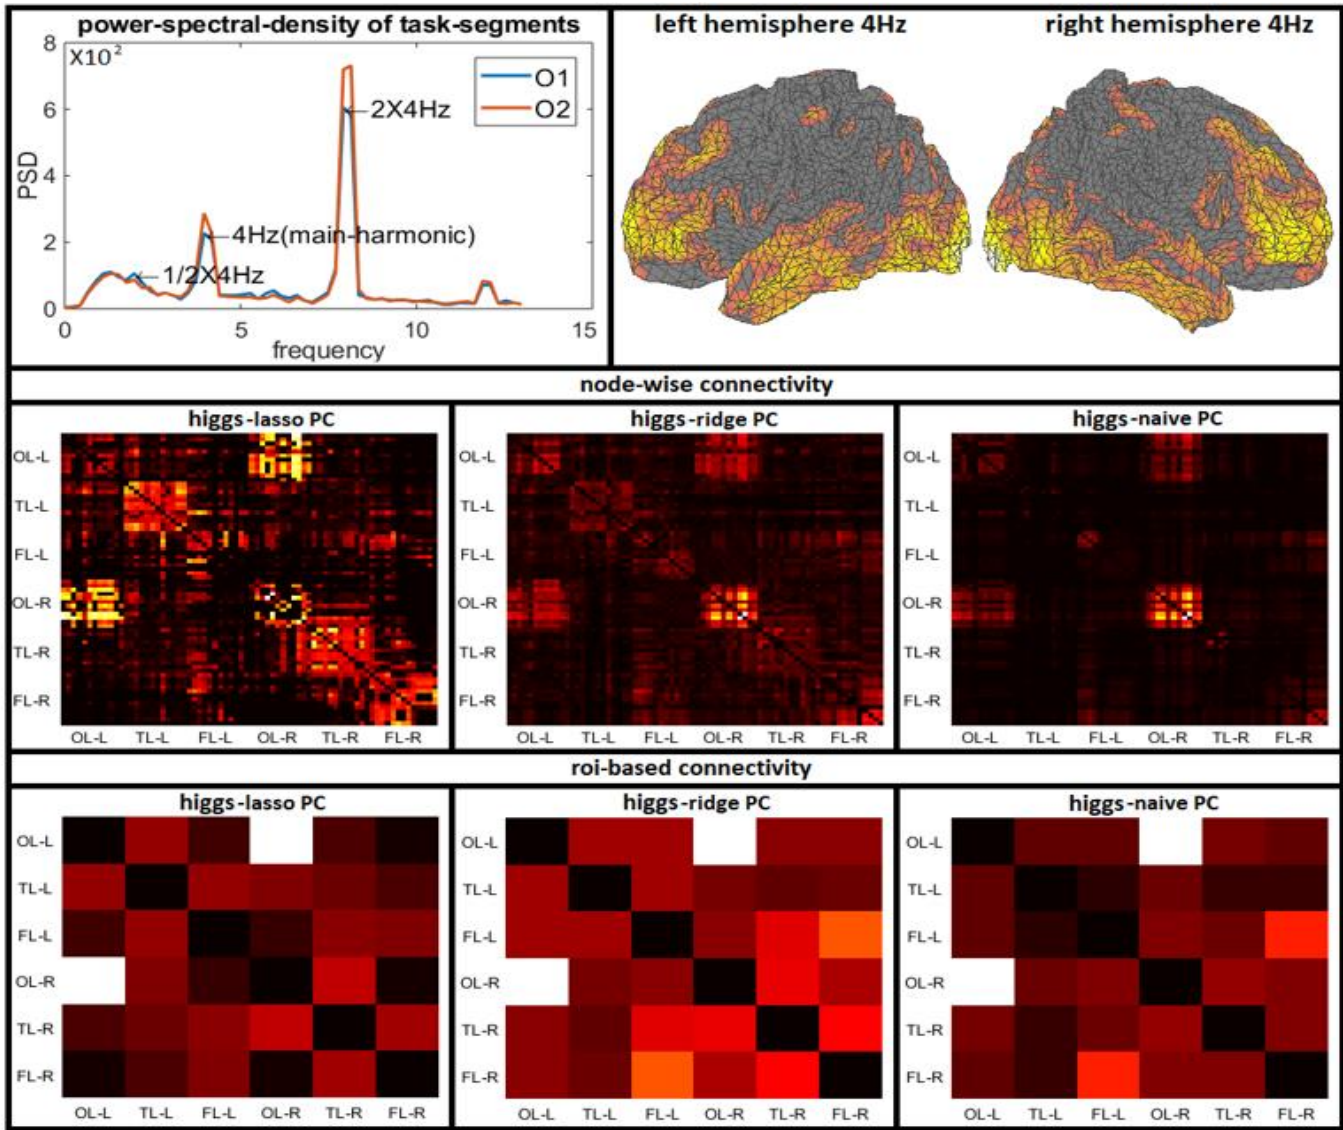 power-spectral-density of task-segments
X10²
8
6
4
2
0
PSD
O1
O2
2X4Hz
4Hz(main-harmonic)
1/2X4Hz
0 5 10 15
frequency
left hemisphere 4Hz right hemisphere 4Hz
node-wise connectivity
higgs-lasso PC
OL-L
TL-L
FL-L
OL-R
TL-R
FL-R
OL-L TL-L FL-L OL-R TL-R FL-R
higgs-ridge PC
OL-L
TL-L
FL-L
OL-R
TL-R
FL-R
OL-L TL-L FL-L OL-R TL-R FL-R
higgs-naive PC
OL-L
TL-L
FL-L
OL-R
TL-R
FL-R
OL-L TL-L FL-L OL-R TL-R FL-R
roi-based connectivity
higgs-lasso PC
OL-L
TL-L
FL-L
OL-R
TL-R
FL-R
OL-L TL-L FL-L OL-R TL-R FL-R
higgs-ridge PC
OL-L
TL-L
FL-L
OL-R
TL-R
FL-R
OL-L TL-L FL-L OL-R TL-R FL-R
higgs-naive PC
OL-L
TL-L
FL-L
OL-R
TL-R
FL-R
OL-L TL-L FL-L OL-R TL-R FL-R